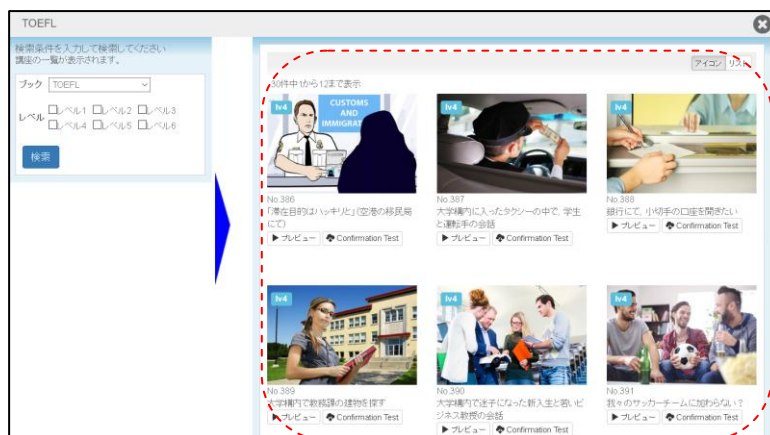 TOEFL
検索条件を入力して検索してください
講座の一覧が表示されます。
ブック TOEFL
レベル
レベル1 レベル2 レベル3
レベル4 レベル5 レベル6
検索
アイコン リスト
30件中1から12まで表示
lv4
CUSTOMS
AND
IMMIGRAT
No.386
「滞在目的はハッキリと」(空港の移民局
にて)
プレビュー Confirmation Test
lv4
No.387
大学構内に入ったタクシーの中で、学生
と運転手の会話
プレビュー Confirmation Test
lv4
No.388
銀行にて、小切手の口座を開きたい
プレビュー Confirmation Test
lv4
No.389
大学構内で教務課の建物を探す
プレビュー Confirmation Test
lv4
No.390
大学構内で迷子になった新入生と若いビ
ジネス教授の会話
プレビュー Confirmation Test
lv4
No.391
我々のサッカーチームに加わらない?
プレビュー Confirmation Test